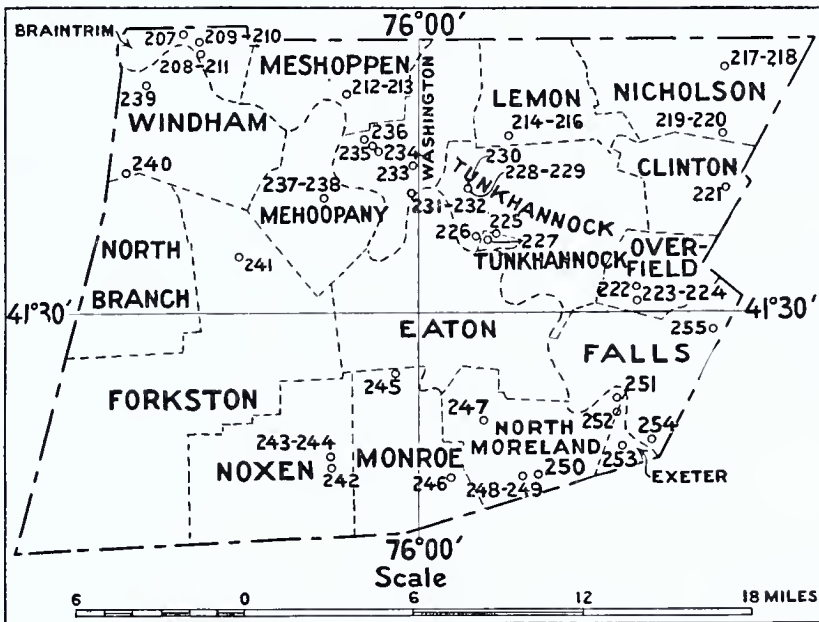 76°00'
BRAINTRIM
207
209-210
208-211
MESHOPPEN
212-213
WASHINGTON
217-218
LEMON
NICHOLSON
239
WINDHAM
214-216
219-220
236
235
234
233
230
228-229
CLINTON
221
240
237-238
MEHOOPANY
231-232
TUNKHANNOCK
225
226
227
TUNKHANNOCK
OVER-
FIELD
NORTH
BRANCH
241
222
223-224
41°30'
41°30'
EATON
255
FALLS
FORKSTON
245
251
247
252
NORTH
MORELAND
254
243-244
NOXEN
242
MONROE
246
248-249
250
253
EXETER
76°00'
Scale
6 0 6 12 18 MILES